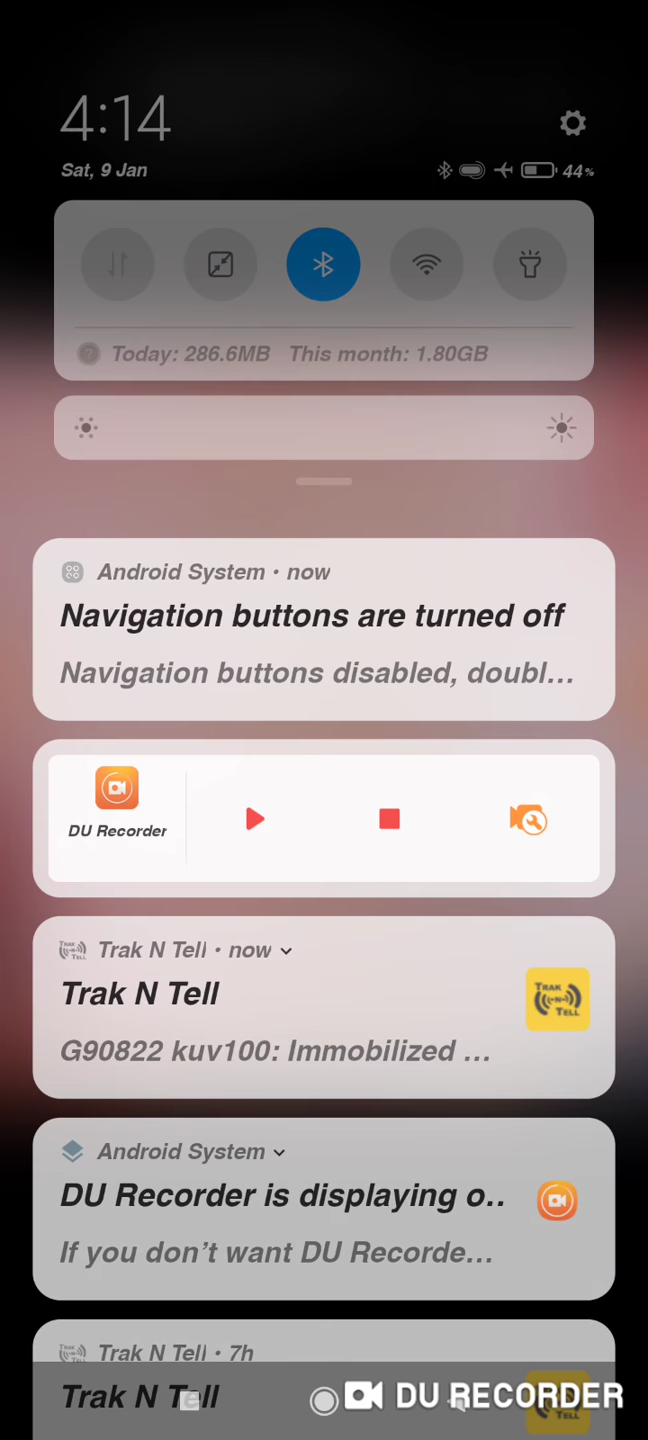 4:14
Sat, 9 Jan
44%
Today: 286.6MB This month: 1.80GB
Android System • now
Navigation buttons are turned off
Navigation buttons disabled, doubl...
DU Recorder
Trak N Tell • now
Trak N Tell
TRAK
N
TELL
G90822 kuv100: Immobilized ...
Android System
DU Recorder is displaying o..
If you don't want DU Recorde...
Trak N Tell • 7h
Trak N Tell
DU RECORDER